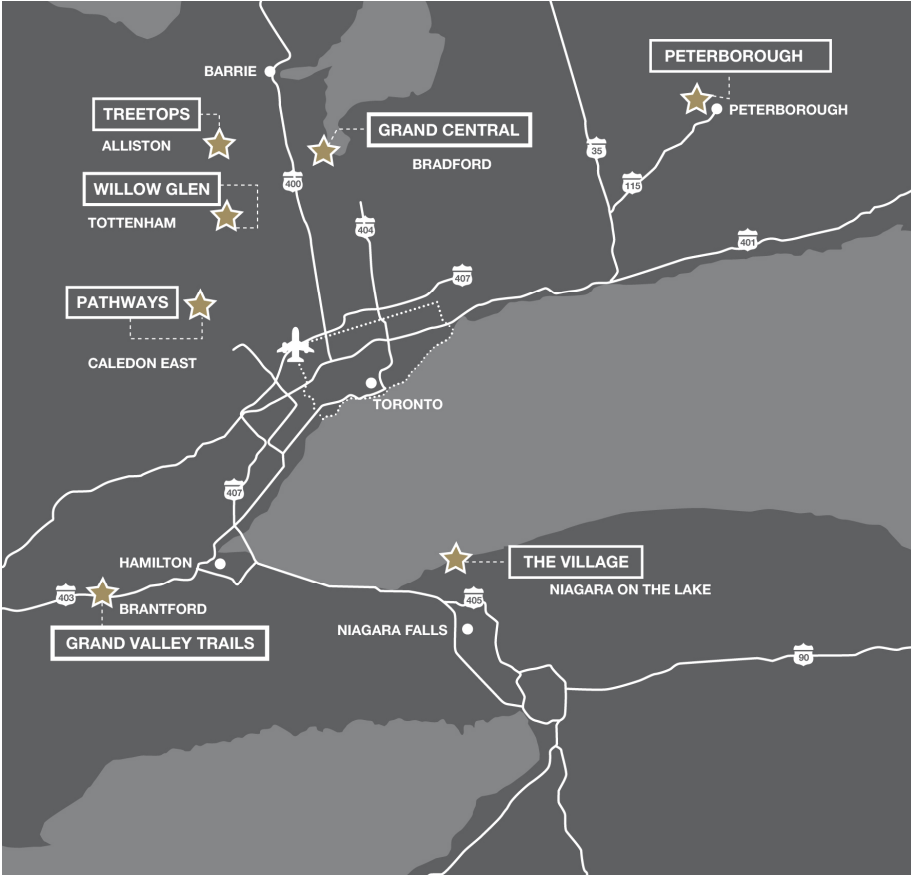 PETERBOROUGH
BARRIE
PETERBOROUGH
TREETOPS
GRAND CENTRAL
ALLISTON
35
BRADFORD
400
115
WILLOW GLEN
TOTTENHAM
404
401
407
PATHWAYS
CALEDON EAST
TORONTO
407
HAMILTON
THE VILLAGE
NIAGARA ON THE LAKE
403
405
BRANTFORD
NIAGARA FALLS
GRAND VALLEY TRAILS
90